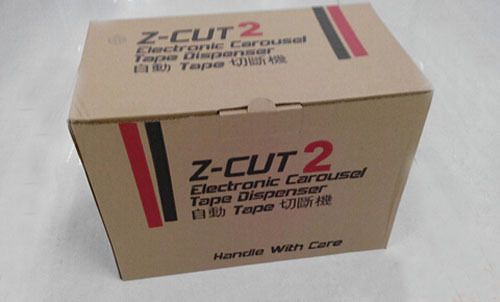 Z-CUT 2
Electronic Carousel
Tape Dispenser
自動 Tape 切斷機
Z-CUT 2
Electronic Carousel
Tape Dispenser
自動 Tape 切斷機
Handle With Care